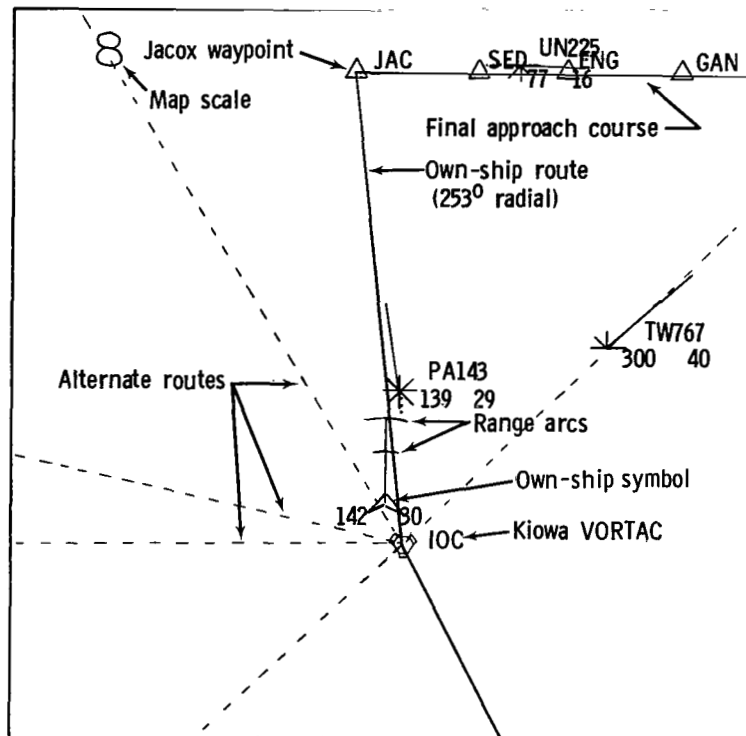 8
Jacox waypoint
JAC
SED
UN225
ENG
GAN
77 16
Map scale
Final approach course
Own-ship route
(253⁰ radial)
TW767
300 40
PA143
139 29
Alternate routes
Range arcs
Own-ship symbol
142 30
IOC
Kiowa VORTAC